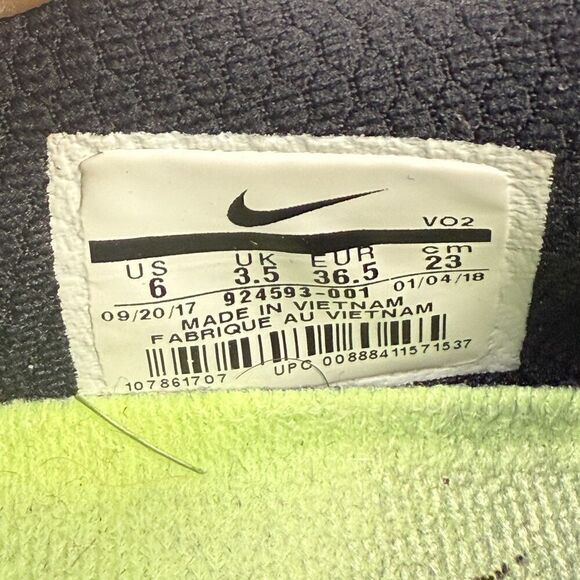 VO2
US UK EUR cm
6 3.5 36.5 23
09/20/17 924593-001 01/04/18
MADE IN VIETNAM
FABRIQUE AU VIETNAM
107861707 UPC 00888411571537